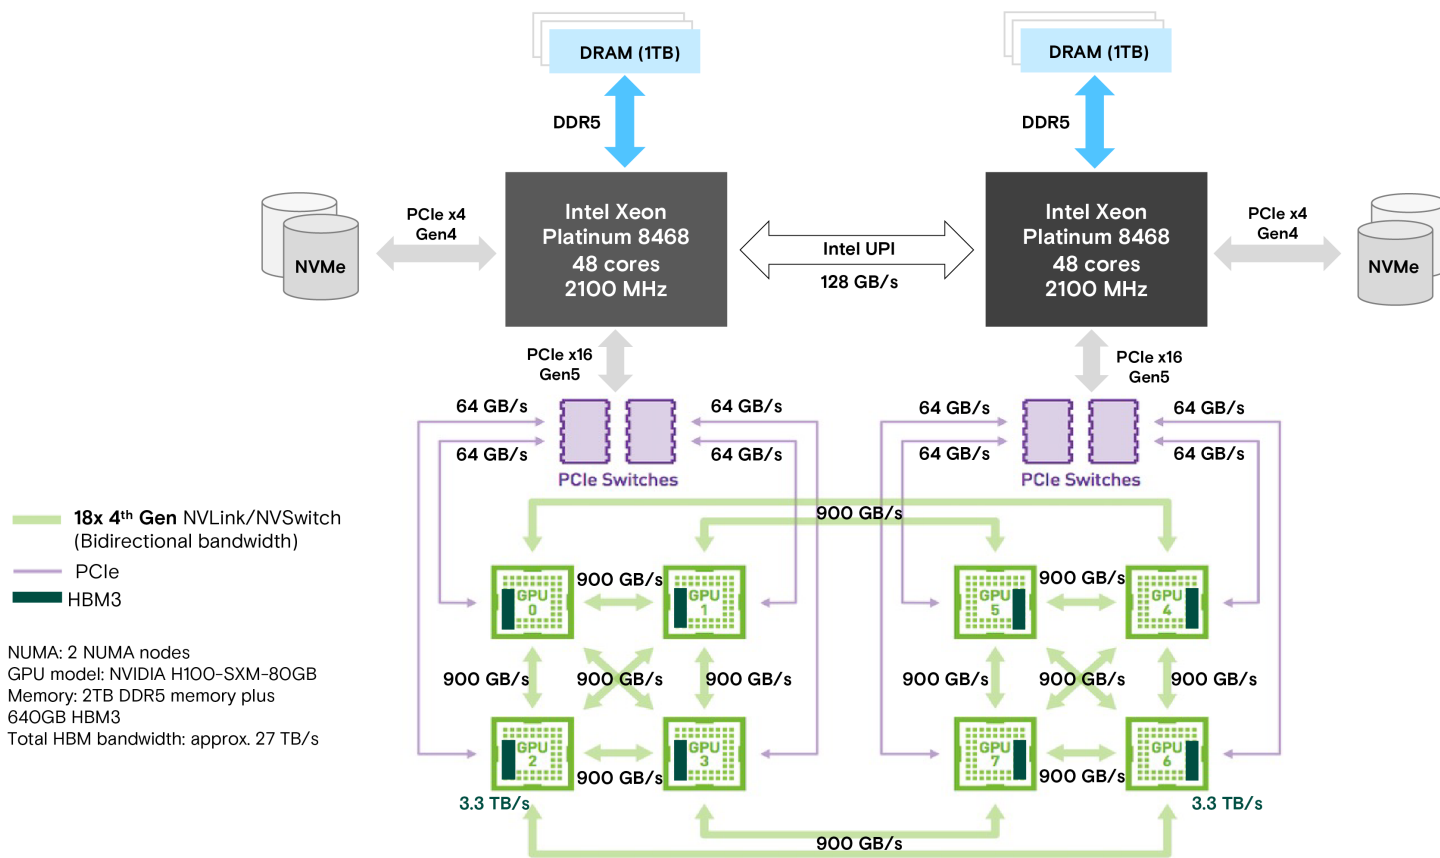 DRAM (1TB)
DRAM (1TB)
DDR5
DDR5
Intel Xeon
Platinum 8468
48 cores
2100 MHz
Intel Xeon
Platinum 8468
48 cores
2100 MHz
PCIe x4
Gen4
NVMe
Intel UPI
128 GB/s
PCIe x4
Gen4
NVMe
PCIe x16
Gen5
PCIe x16
Gen5
64 GB/s
64 GB/s
64 GB/s
64 GB/s
64 GB/s
64 GB/s
64 GB/s
64 GB/s
PCIe Switches
PCIe Switches
18x 4th Gen NVLink/NVSwitch
(Bidirectional bandwidth)
PCIe
HBM3
900 GB/s
GPU
0
900 GB/s
GPU
1
GPU
5
900 GB/s
GPU
4
900 GB/s
900 GB/s
900 GB/s
900 GB/s
900 GB/s
900 GB/s
GPU
2
900 GB/s
GPU
3
GPU
7
900 GB/s
GPU
6
3.3 TB/s
3.3 TB/s
900 GB/s
NUMA: 2 NUMA nodes
GPU model: NVIDIA H100-SXM-80GB
Memory: 2TB DDR5 memory plus
640GB HBM3
Total HBM bandwidth: approx. 27 TB/s